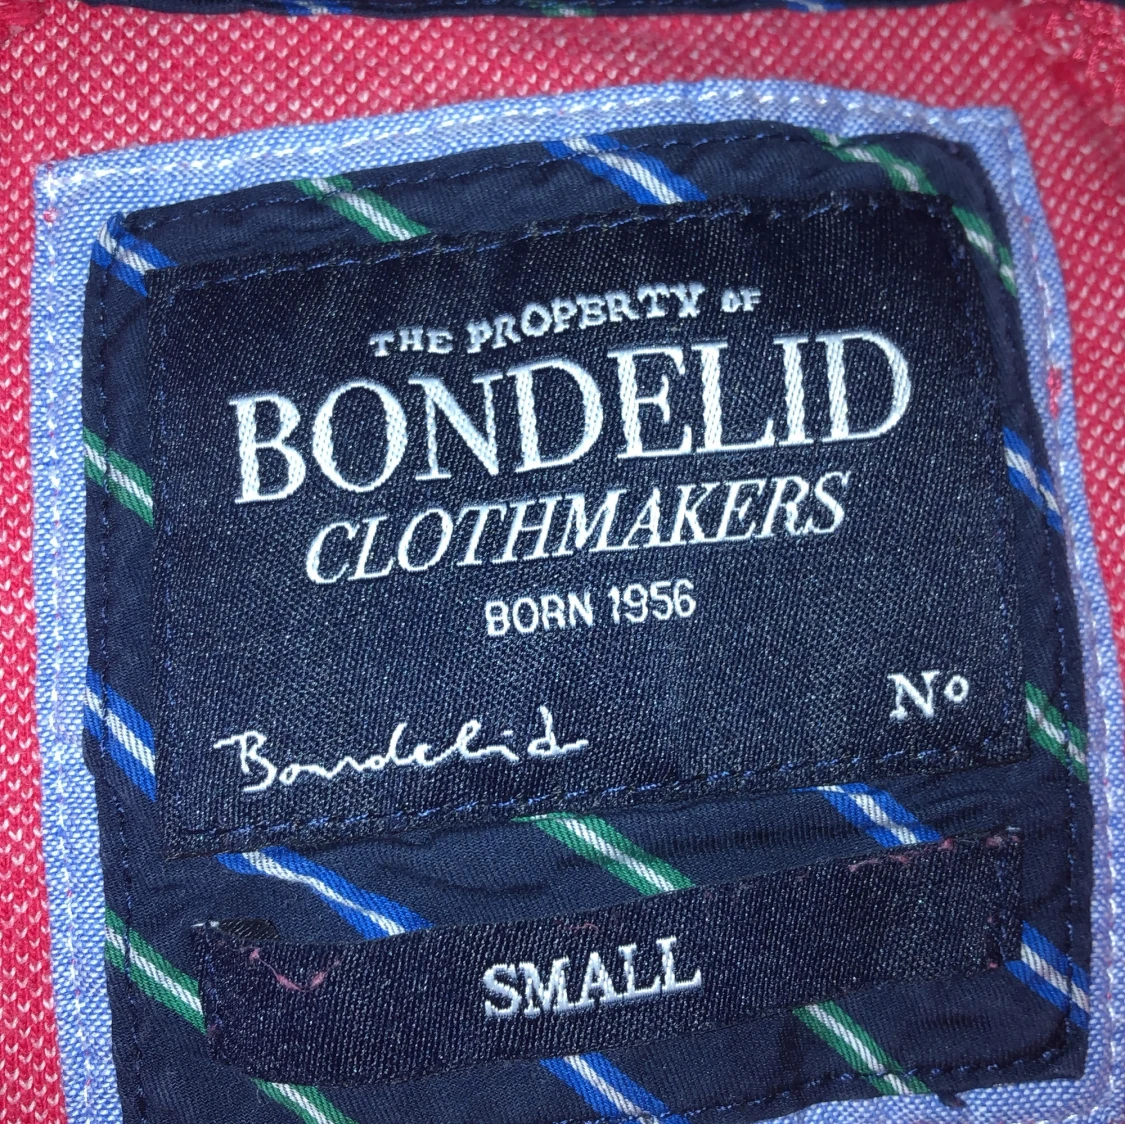 THE PROPERTY OF
BONDELID
CLOTHMAKERS
BORN 1956
Bondelid No
SMALL